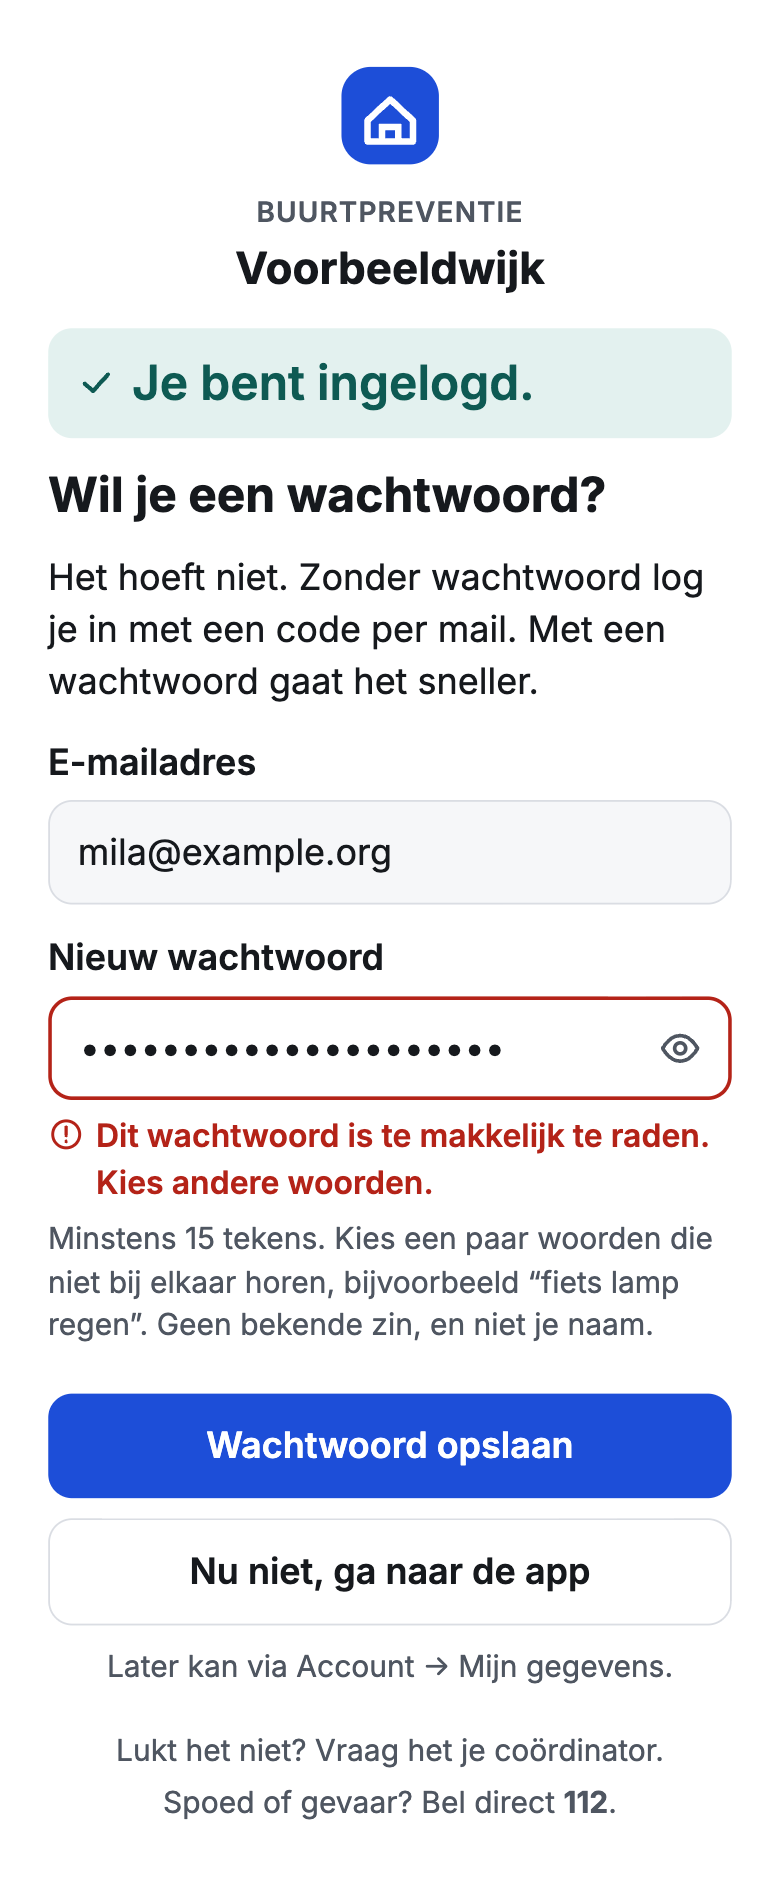 BUURTPREVENTIE
Voorbeeldwijk
Je bent ingelogd.
Wil je een wachtwoord?
Het hoeft niet. Zonder wachtwoord log
je in met een code per mail. Met een
wachtwoord gaat het sneller.
E-mailadres
mila@example.org
Nieuw wachtwoord
•••••••••••••••••••••
Dit wachtwoord is te makkelijk te raden.
Kies andere woorden.
Minstens 15 tekens. Kies een paar woorden die
niet bij elkaar horen, bijvoorbeeld “fiets lamp
regen”. Geen bekende zin, en niet je naam.
Wachtwoord opslaan
Nu niet, ga naar de app
Later kan via Account → Mijn gegevens.
Lukt het niet? Vraag het je coördinator.
Spoed of gevaar? Bel direct 112.